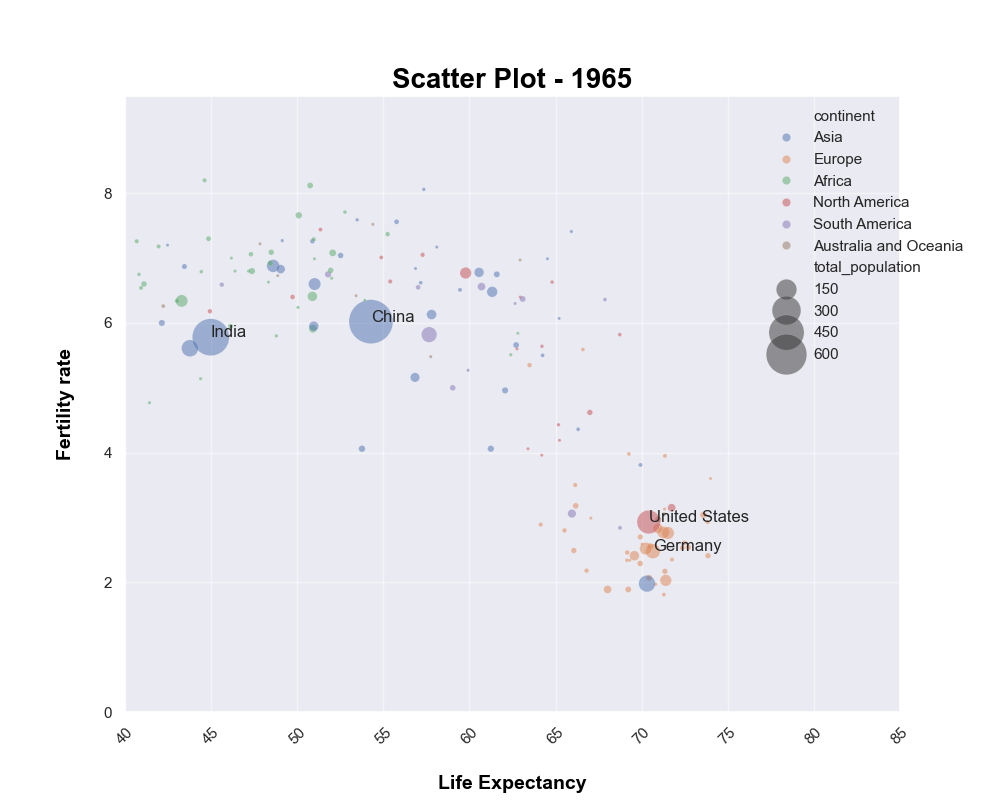 Scatter Plot - 1965
continent
Asia
Europe
Africa
North America
South America
Australia and Oceania
total_population
150
300
450
600
8
6
4
2
0
Fertility rate
India
China
United States
Germany
40 45 50 55 60 65 70 75 80 85
Life Expectancy